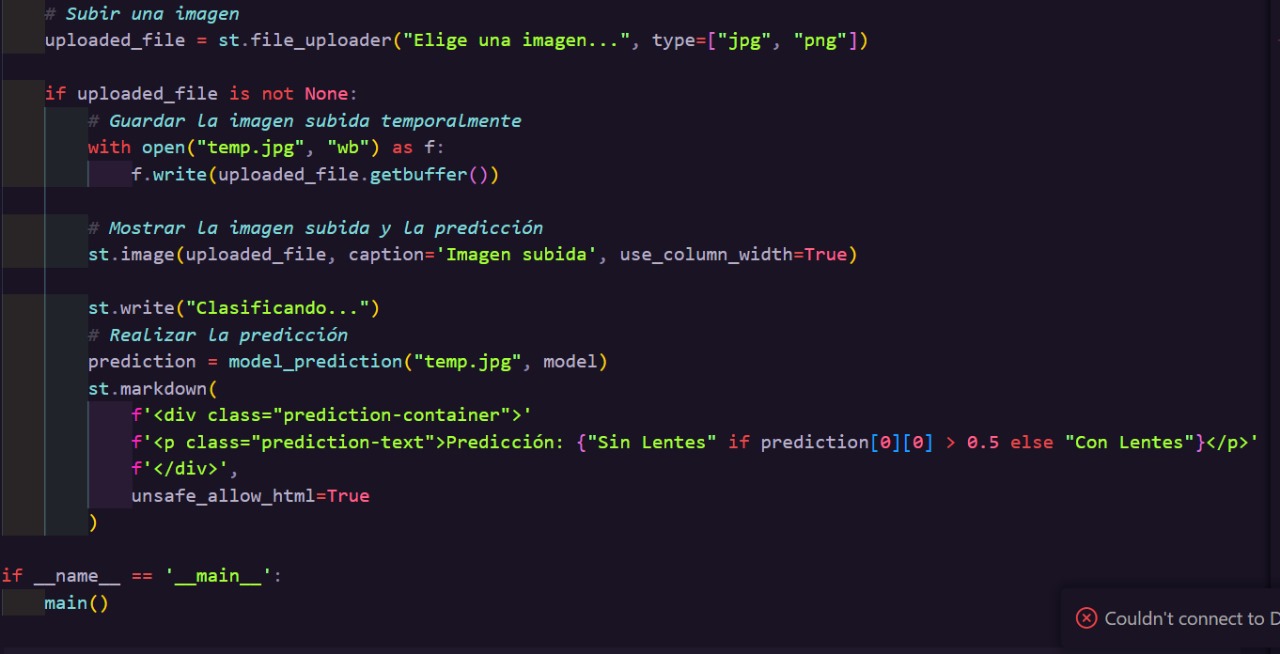 # Subir una imagen
uploaded_file = st.file_uploader("Elige una imagen...", type=["jpg", "png"])
if uploaded_file is not None:
# Guardar la imagen subida temporalmente
with open("temp.jpg", "wb") as f:
f.write(uploaded_file.getbuffer())
# Mostrar la imagen subida y la predicción
st.image(uploaded_file, caption='Imagen subida', use_column_width=True)
st.write("Clasificando...")
# Realizar la predicción
prediction = model_prediction("temp.jpg", model)
st.markdown(
f'<div class="prediction-container">'
f'<p class="prediction-text">Predicción: {"Sin Lentes" if prediction[0][0] > 0.5 else "Con Lentes"}</p>'
f'</div>',
unsafe_allow_html=True
)
if __name__ == '__main__':
main()
Couldn't connect to D